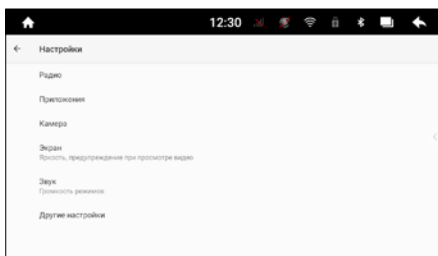 12:30
Настройки
Радио
Приложения
Камера
Экран
Яркость, предупреждение при просмотре видео
Звук
Громкость режимов
Другие настройки